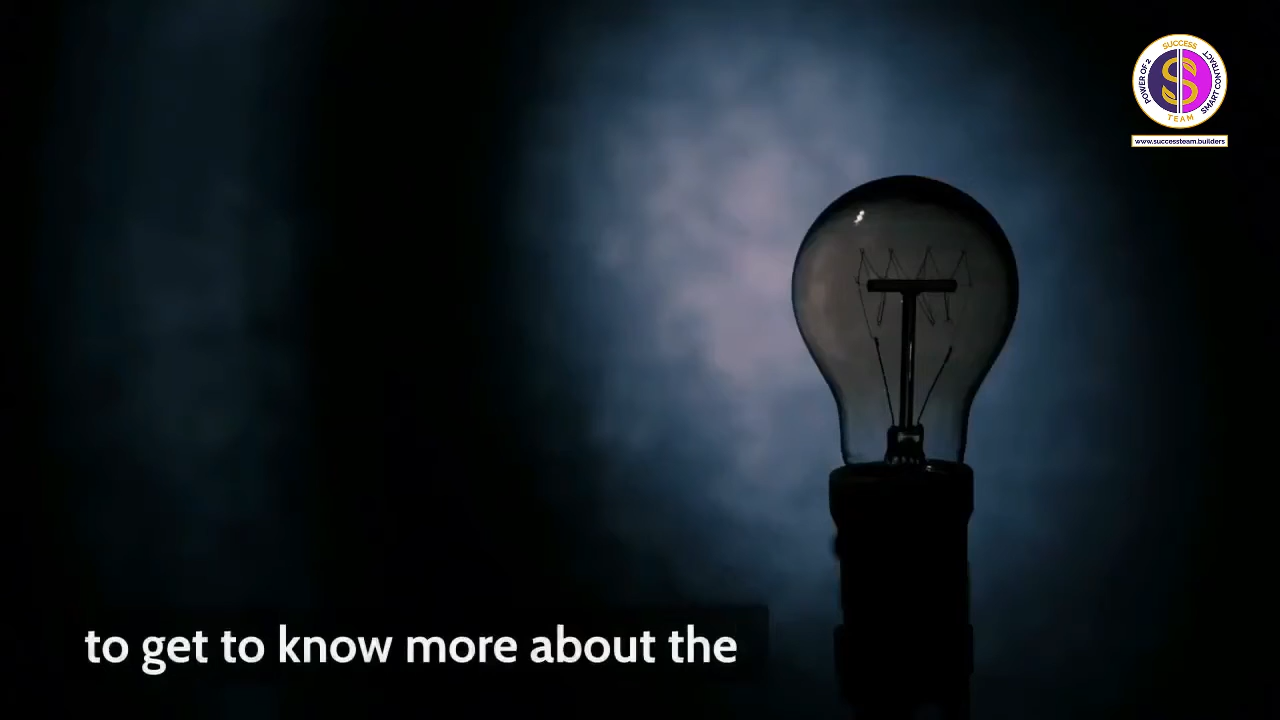 SUCCESS
POWER OF 2
SMART CONTRACT
TEAM
www.successteam.builders
to get to know more about the